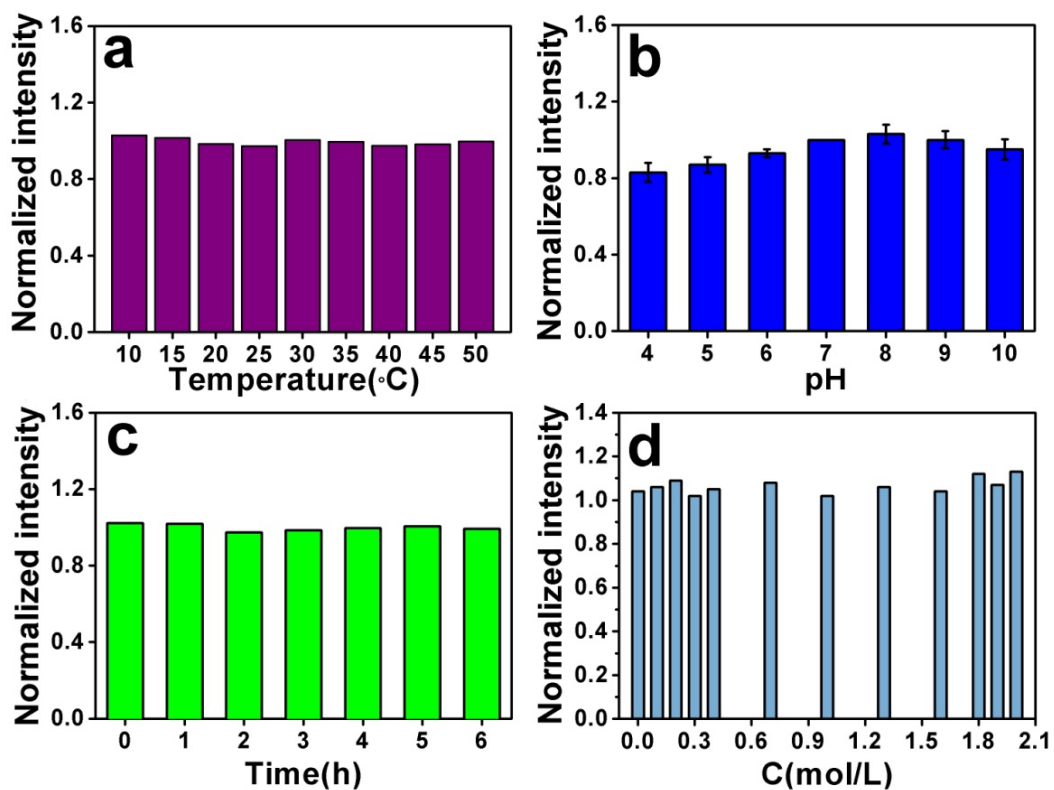 a
Normalized intensity
1.6
1.2
0.8
0.4
0.0
10 15 20 25 30 35 40 45 50
Temperature(°C)
b
Normalized intensity
1.6
1.2
0.8
0.4
0.0
4 5 6 7 8 9 10
pH
c
Normalized intensity
1.6
1.2
0.8
0.4
0.0
0 1 2 3 4 5 6
Time(h)
d
Normalized intensity
1.4
1.2
1.0
0.8
0.6
0.4
0.2
0.0
0.0 0.3 0.6 0.9 1.2 1.5 1.8 2.1
C(mol/L)